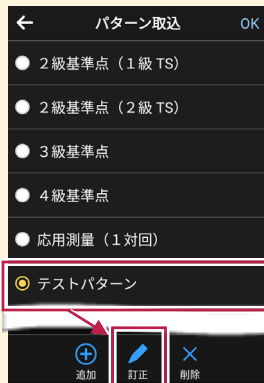 パターン取込 OK
２級基準点（１級 TS）
２級基準点（２級 TS）
３級基準点
４級基準点
応用測量（１対回）
テストパターン
追加 訂正 削除